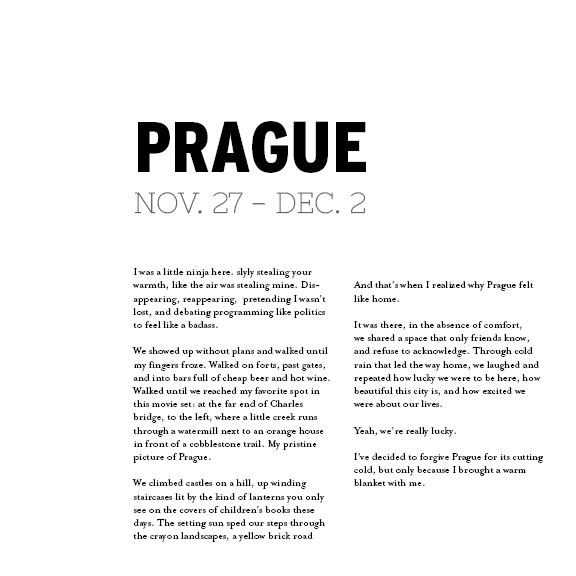 PRAGUE
NOV. 27 – DEC. 2
I was a little ninja here. slyly stealing your
warmth, like the air was stealing mine. Dis-
appearing, reappearing, pretending I wasn't
lost, and debating programming like politics
to feel like a badass.
We showed up without plans and walked until
my fingers froze. Walked on forts, past gates,
and into bars full of cheap beer and hot wine.
Walked until we reached my favorite spot in
this movie set: at the far end of Charles
bridge, to the left, where a little creek runs
through a watermill next to an orange house
in front of a cobblestone trail. My pristine
picture of Prague.
We climbed castles on a hill, up winding
staircases lit by the kind of lanterns you only
see on the covers of children's books these
days. The setting sun sped our steps through
the crayon landscapes, a yellow brick road
And that's when I realized why Prague felt
like home.
It was there, in the absence of comfort,
we shared a space that only friends know,
and refuse to acknowledge. Through cold
rain that led the way home, we laughed and
repeated how lucky we were to be here, how
beautiful this city is, and how excited we
were about our lives.
Yeah, we're really lucky.
I've decided to forgive Prague for its cutting
cold, but only because I brought a warm
blanket with me.